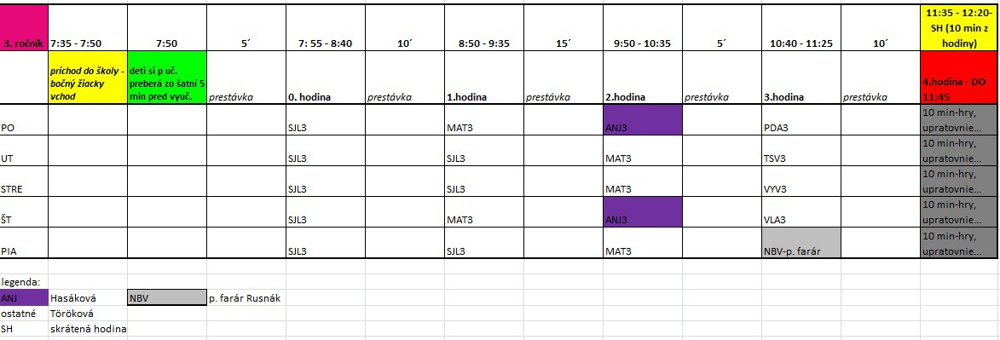 3. ročník 7:35 - 7:50 7:50 5´ 7: 55 - 8:40 10´ 8:50 - 9:35 15´ 9:50 - 10:35 5´ 10:40 - 11:25 10´ 11:35 - 12:20- SH (10 min z hodiny)
príchod do školy - bočný žiacky vchod deti si p uč. preberá zo šatni 5 min pred vyuč. prestávka 0. hodina prestávka 1.hodina prestávka 2.hodina prestávka 3.hodina prestávka 4.hodina - DO 11:45
PO SJL3 MAT3 ANJ3 PDA3 10 min-hry, upratovnie...
UT SJL3 SJL3 MAT3 TSV3 10 min-hry, upratovnie...
STRE SJL3 SJL3 MAT3 VYV3 10 min-hry, upratovnie...
ŠT SJL3 MAT3 ANJ3 VLA3 10 min-hry, upratovnie...
PIA SJL3 SJL3 MAT3 NBV-p. farár 10 min-hry, upratovnie...
legenda:
ANJ Hasáková NBV p. farár Rusnák
ostatné Töröková
SH skrátená hodina